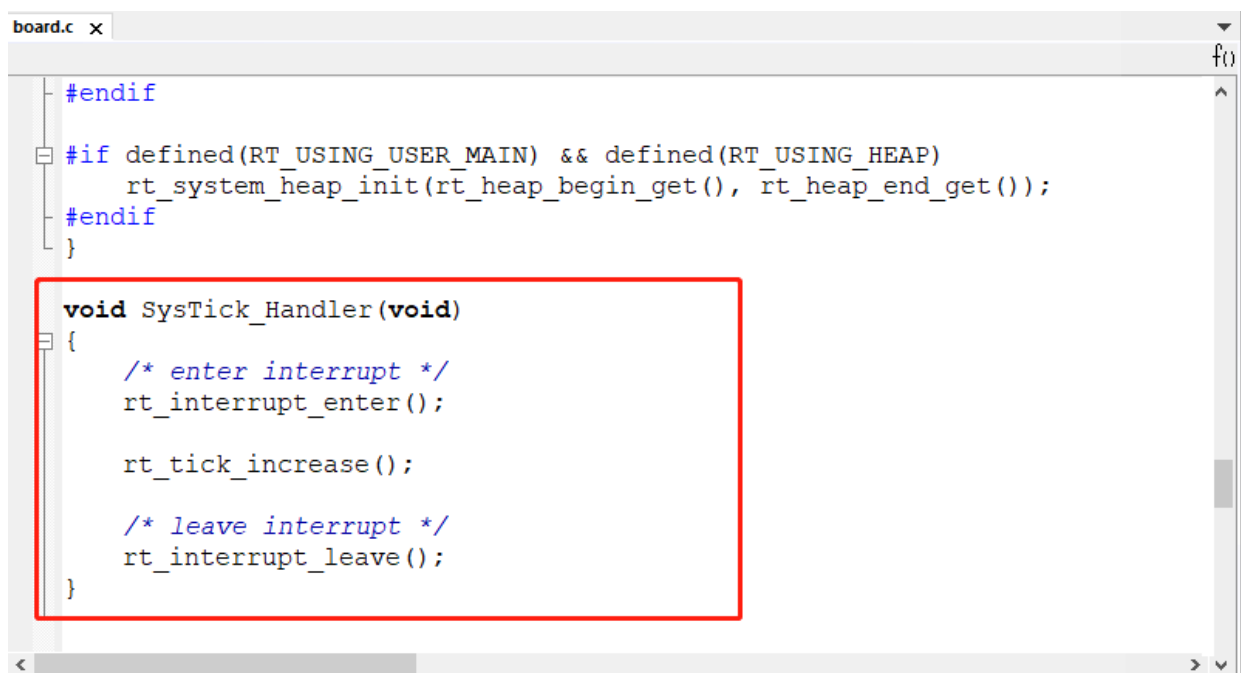 board.c x
f()
#endif
#if defined(RT_USING_USER_MAIN) && defined(RT_USING_HEAP)
    rt_system_heap_init(rt_heap_begin_get(), rt_heap_end_get());
#endif
}
void SysTick_Handler(void)
{
    /* enter interrupt */
    rt_interrupt_enter();
    rt_tick_increase();
    /* leave interrupt */
    rt_interrupt_leave();
}